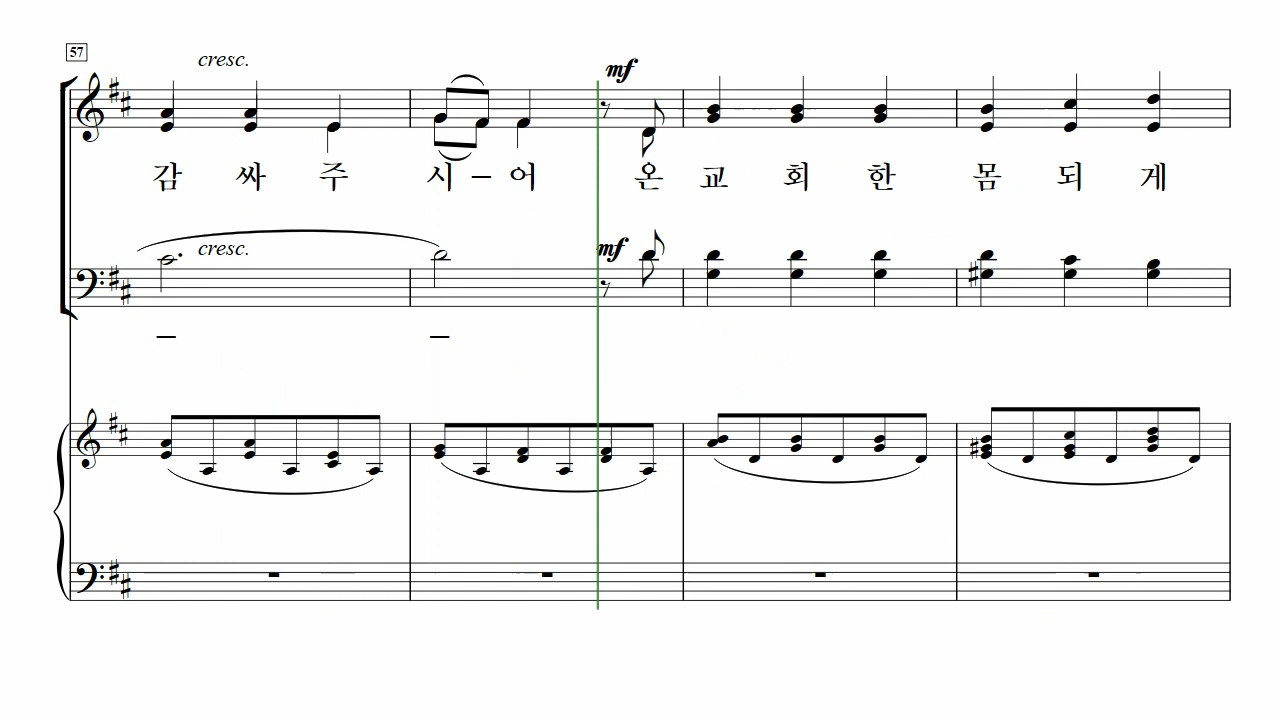 57
cresc.
mf
감 싸 주 시 – 어 온 교 회 한 몸 되 게
cresc.
mf
– –